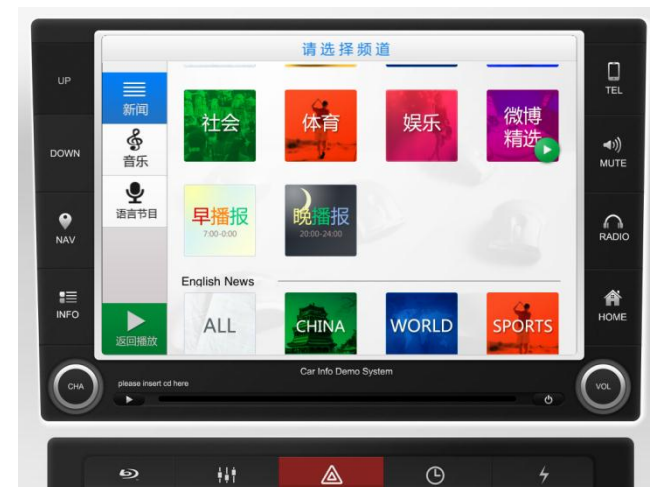 请选择频道
UP
DOWN
NAV
INFO
新闻
音乐
语言节目
返回播放
社会
体育
娱乐
微博
精选
早播报
7:00-0:00
晚播报
20:00-24:00
English News
ALL
CHINA
WORLD
SPORTS
TEL
MUTE
RADIO
HOME
Car Info Demo System
CHA
please insert cd here
VOL